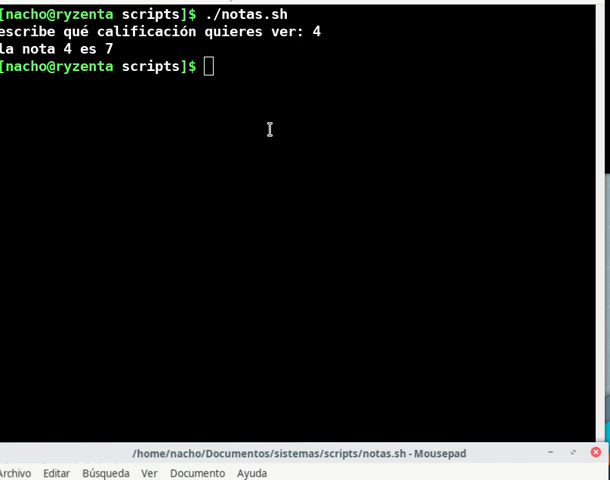 [nacho@ryzenta scripts]$ ./notas.sh
escribe qué calificación quieres ver: 4
la nota 4 es 7
[nacho@ryzenta scripts]$
/home/nacho/Documentos/sistemas/scripts/notas.sh - Mousepad
Archivo Editar Búsqueda Ver Documento Ayuda